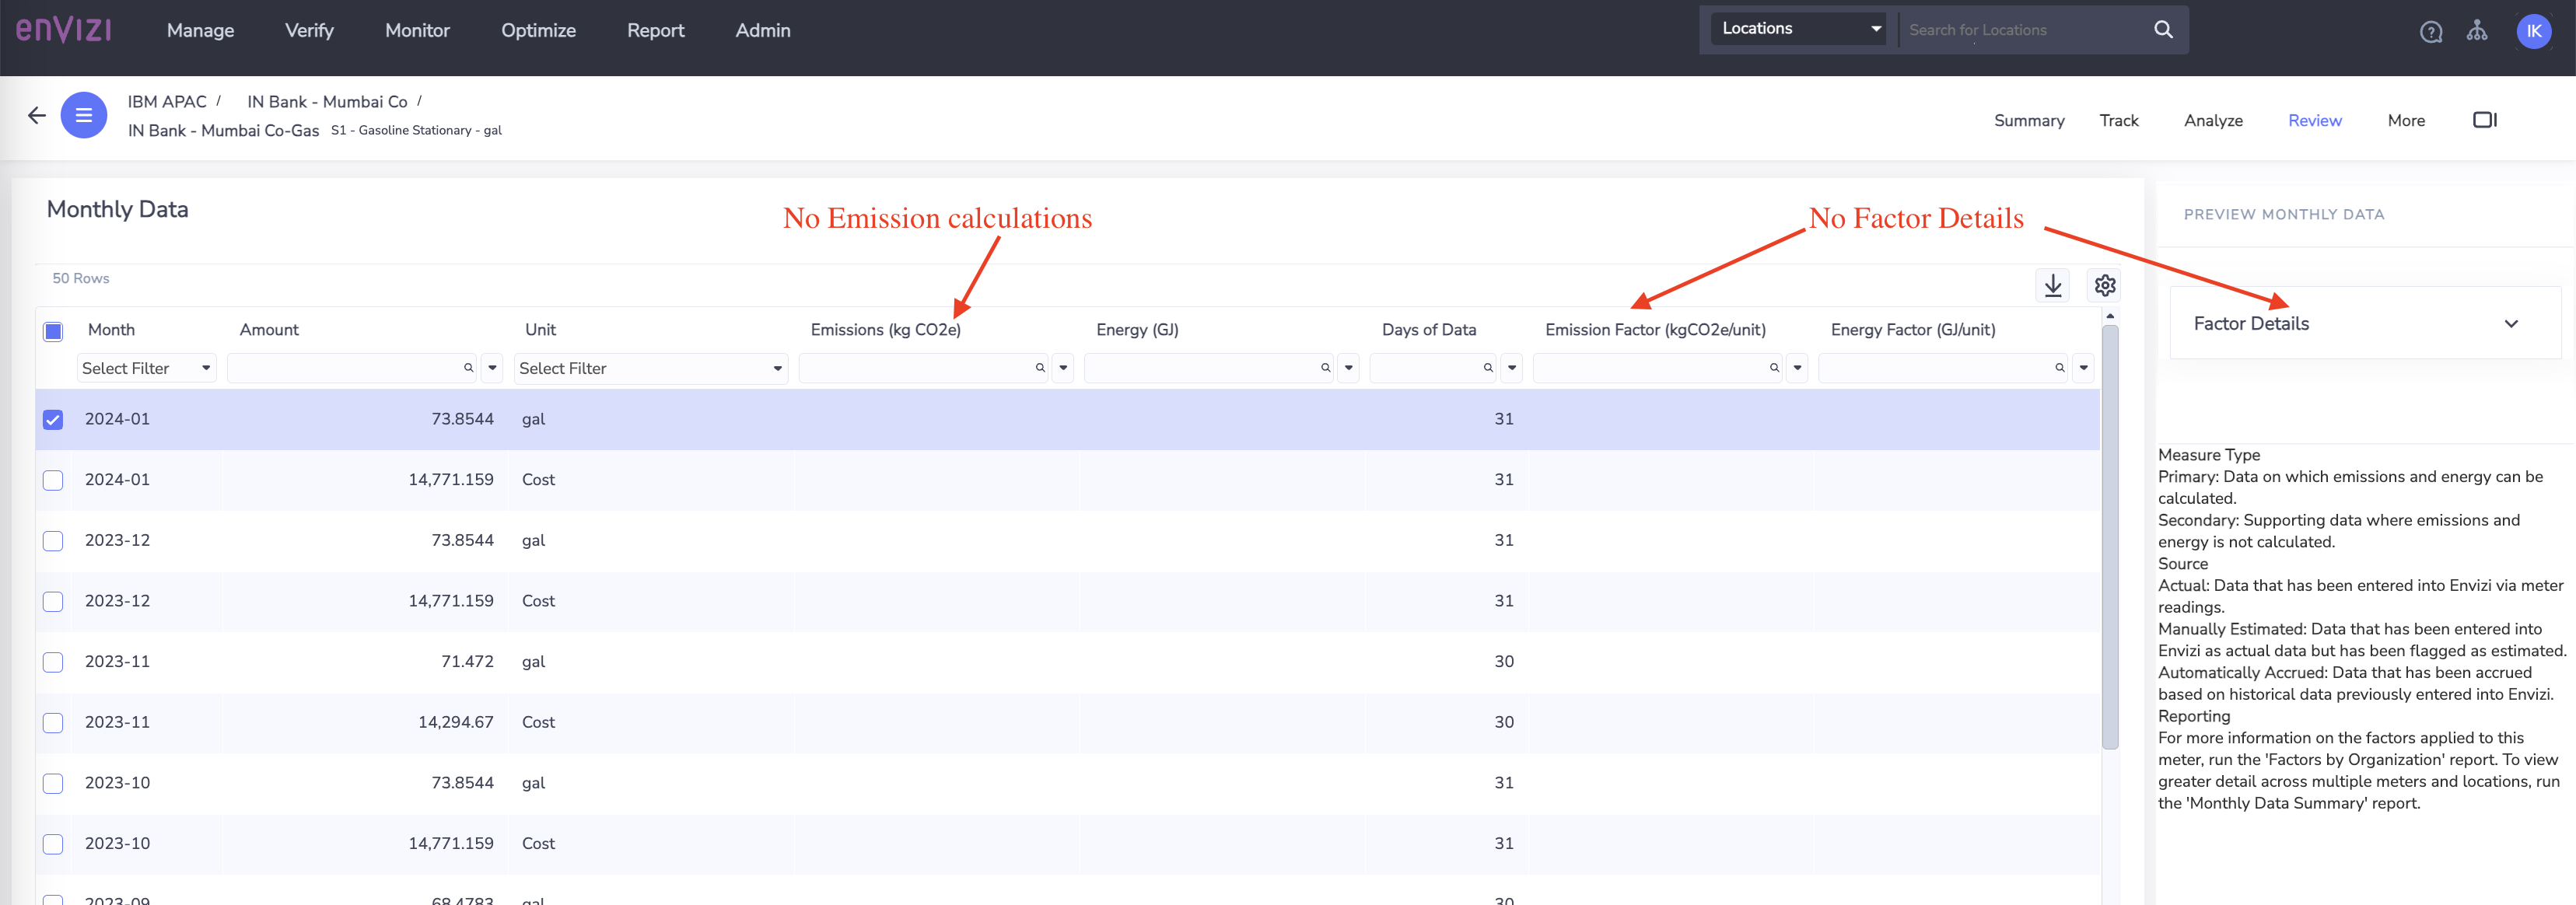 enVIZI
Manage Verify Monitor Optimize Report Admin
Locations
Search for Locations
IK
IBM APAC / IN Bank - Mumbai Co /
IN Bank - Mumbai Co-Gas S1 - Gasoline Stationary - gal
Summary Track Analyze Review More
Monthly Data
No Emission calculations
No Factor Details
50 Rows
Month Amount Unit Emissions (kg CO2e) Energy (GJ) Days of Data Emission Factor (kgCO2e/unit) Energy Factor (GJ/unit)
Select Filter Select Filter
2024-01 73.8544 gal 31
2024-01 14,771.159 Cost 31
2023-12 73.8544 gal 31
2023-12 14,771.159 Cost 31
2023-11 71.472 gal 30
2023-11 14,294.67 Cost 30
2023-10 73.8544 gal 31
2023-10 14,771.159 Cost 31
2023-09 68.4783 gal 30
PREVIEW MONTHLY DATA
Factor Details
Measure Type
Primary: Data on which emissions and energy can be
calculated.
Secondary: Supporting data where emissions and
energy is not calculated.
Source
Actual: Data that has been entered into Envizi via meter
readings.
Manually Estimated: Data that has been entered into
Envizi as actual data but has been flagged as estimated.
Automatically Accrued: Data that has been accrued
based on historical data previously entered into Envizi.
Reporting
For more information on the factors applied to this
meter, run the 'Factors by Organization' report. To view
greater detail across multiple meters and locations, run
the 'Monthly Data Summary' report.